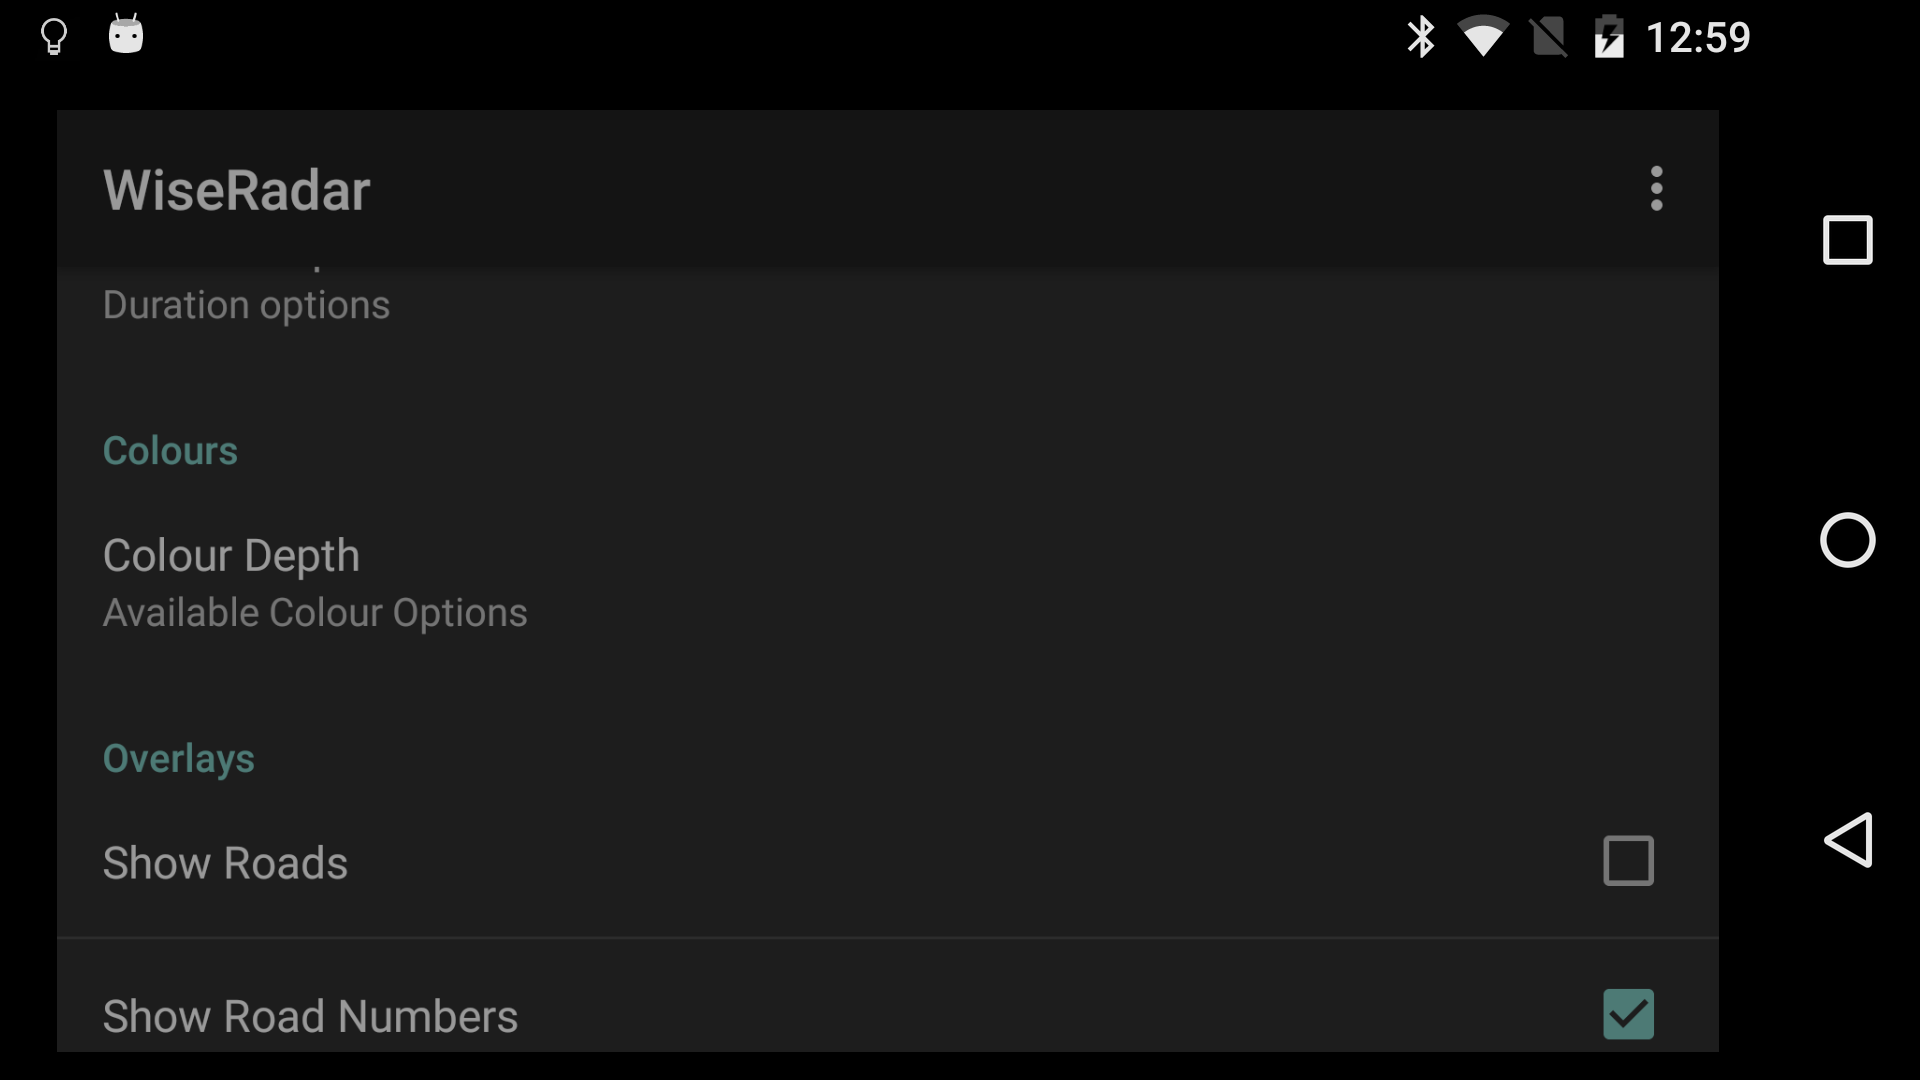 12:59
WiseRadar
Duration options
Colours
Colour Depth
Available Colour Options
Overlays
Show Roads
Show Road Numbers